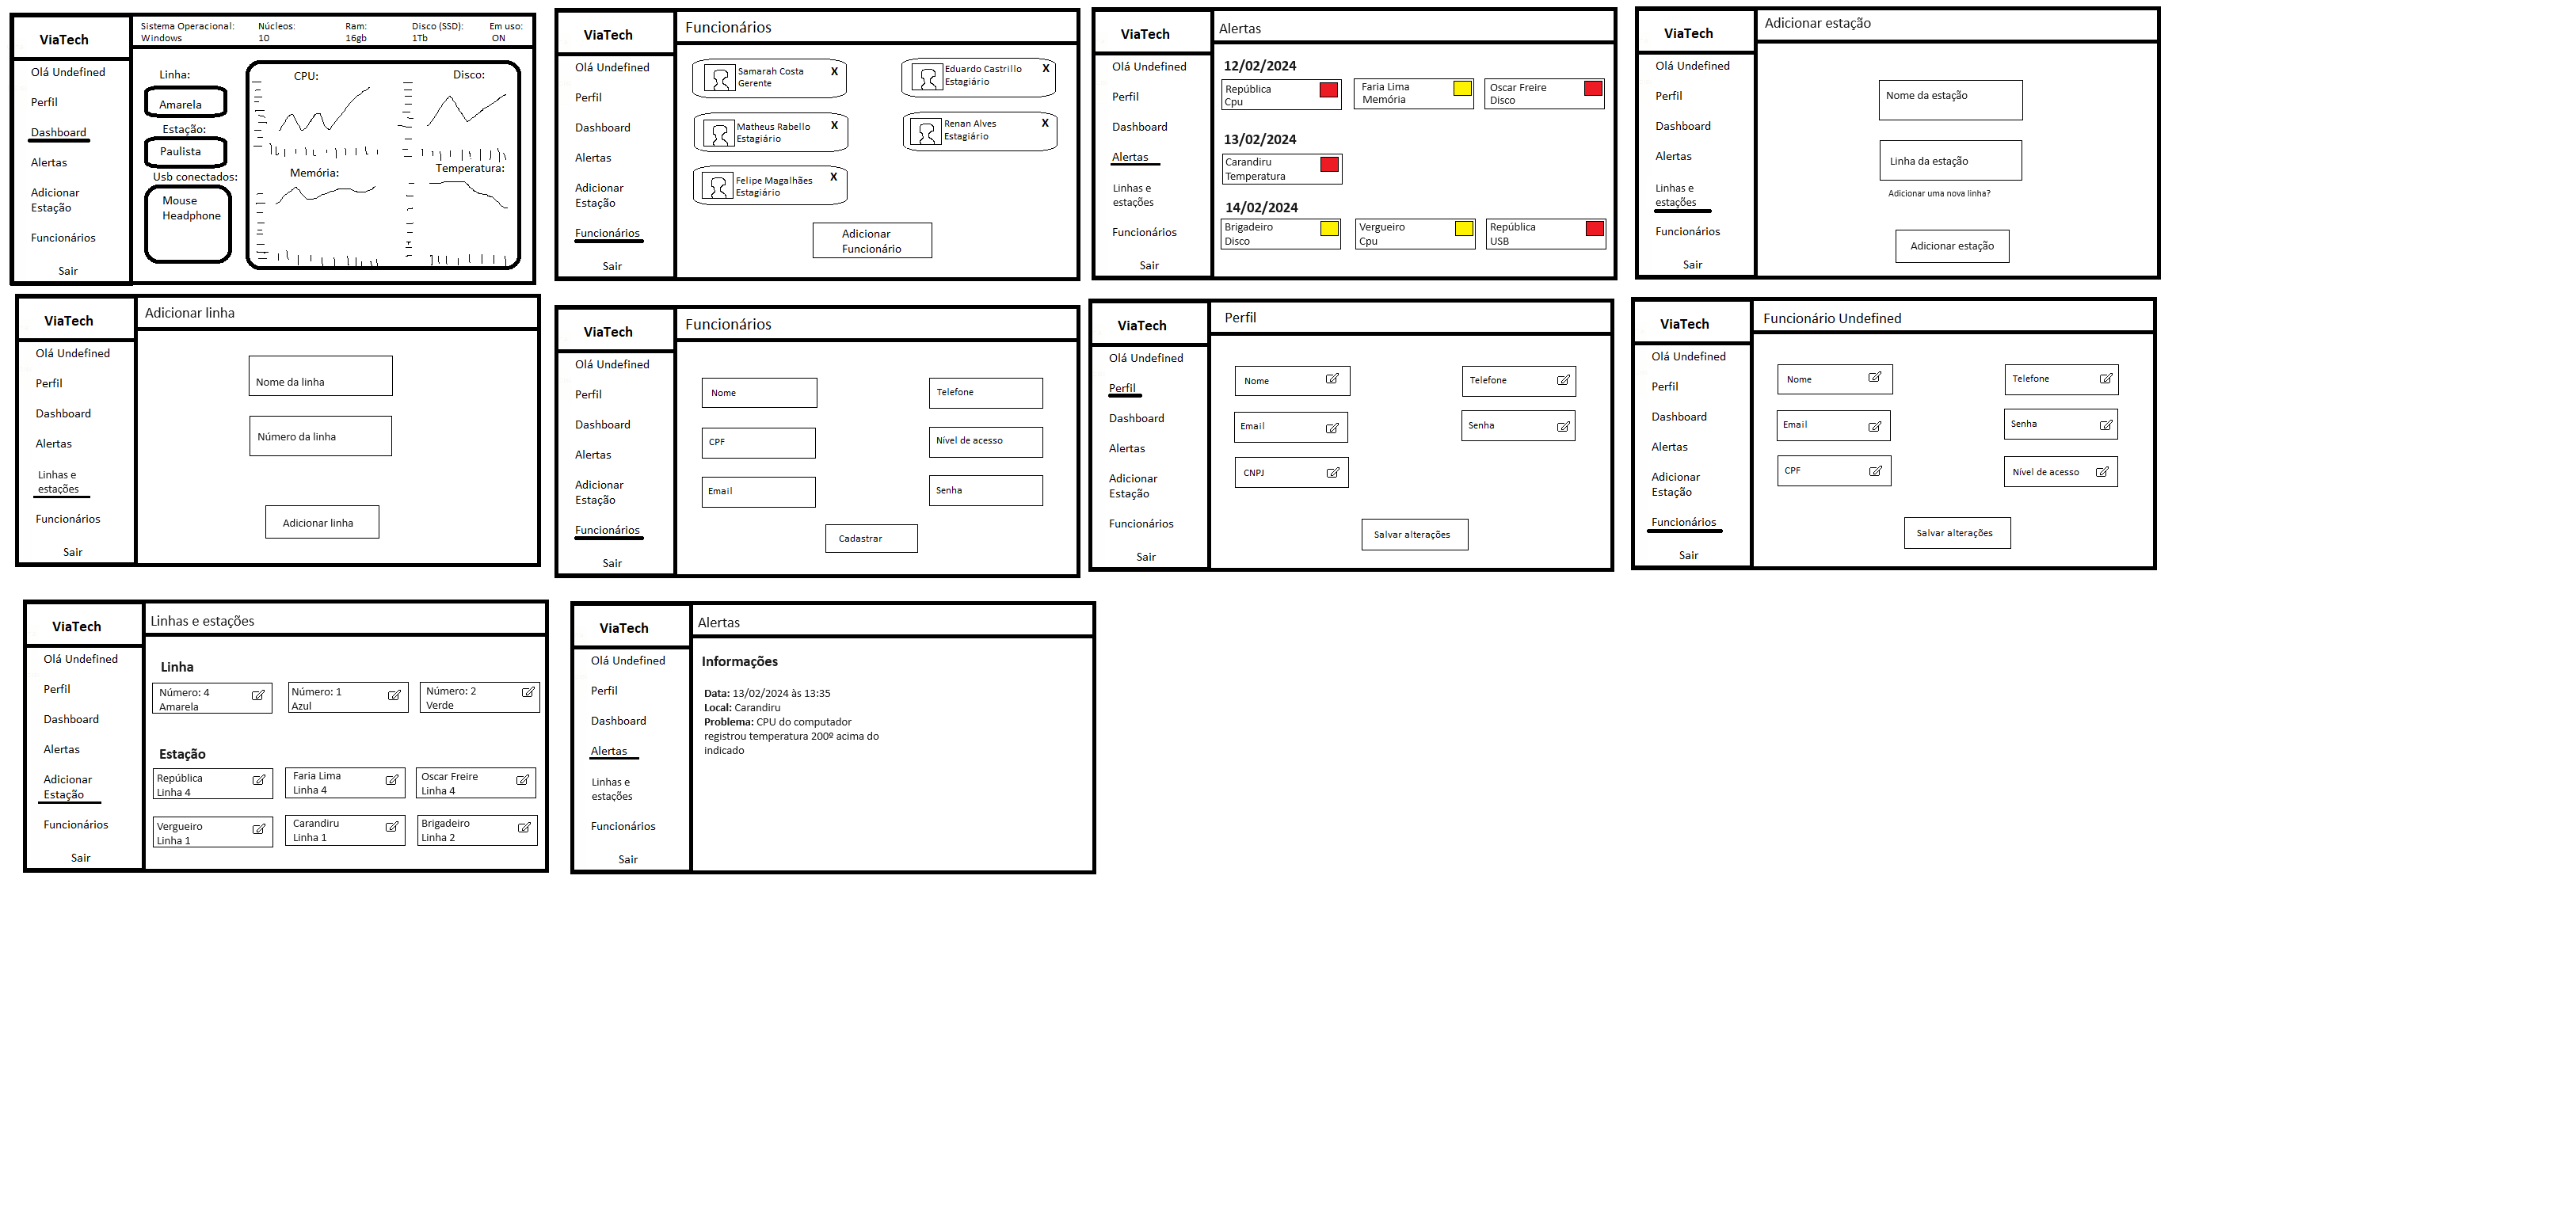 ViaTech
Olá Undefined
Perfil
Dashboard
Alertas
Adicionar
Estação
Funcionários
Sair
Sistema Operacional:
Windows
Núcleos:
10
Ram:
16gb
Disco (SSD):
1Tb
Em uso:
ON
Linha:
Amarela
Estação:
Paulista
Usb conectados:
Mouse
Headphone
CPU:
Disco:
Memória:
Temperatura:
ViaTech
Olá Undefined
Perfil
Dashboard
Alertas
Adicionar
Estação
Funcionários
Sair
Funcionários
Samarah Costa
Gerente
X
Eduardo Castrillo
Estagiário
X
Matheus Rabello
Estagiário
X
Renan Alves
Estagiário
X
Felipe Magalhães
Estagiário
X
Adicionar
Funcionário
ViaTech
Olá Undefined
Perfil
Dashboard
Alertas
Linhas e
estações
Funcionários
Sair
Alertas
12/02/2024
República
Cpu
Faria Lima
Memória
Oscar Freire
Disco
13/02/2024
Carandiru
Temperatura
14/02/2024
Brigadeiro
Disco
Vergueiro
Cpu
República
USB
ViaTech
Olá Undefined
Perfil
Dashboard
Alertas
Linhas e
estações
Funcionários
Sair
Adicionar estação
Nome da estação
Linha da estação
Adicionar uma nova linha?
Adicionar estação
ViaTech
Olá Undefined
Perfil
Dashboard
Alertas
Linhas e
estações
Funcionários
Sair
Adicionar linha
Nome da linha
Número da linha
Adicionar linha
ViaTech
Olá Undefined
Perfil
Dashboard
Alertas
Adicionar
Estação
Funcionários
Sair
Funcionários
Nome
Telefone
CPF
Nível de acesso
Email
Senha
Cadastrar
ViaTech
Olá Undefined
Perfil
Dashboard
Alertas
Adicionar
Estação
Funcionários
Sair
Perfil
Nome
Telefone
Email
Senha
CNPJ
Salvar alterações
ViaTech
Olá Undefined
Perfil
Dashboard
Alertas
Adicionar
Estação
Funcionários
Sair
Funcionário Undefined
Nome
Telefone
Email
Senha
CPF
Nível de acesso
Salvar alterações
ViaTech
Olá Undefined
Perfil
Dashboard
Alertas
Adicionar
Estação
Funcionários
Sair
Linhas e estações
Linha
Número: 4
Amarela
Número: 1
Azul
Número: 2
Verde
Estação
República
Linha 4
Faria Lima
Linha 4
Oscar Freire
Linha 4
Vergueiro
Linha 1
Carandiru
Linha 1
Brigadeiro
Linha 2
ViaTech
Olá Undefined
Perfil
Dashboard
Alertas
Linhas e
estações
Funcionários
Sair
Alertas
Informações
Data: 13/02/2024 às 13:35
Local: Carandiru
Problema: CPU do computador
registrou temperatura 200º acima do
indicado